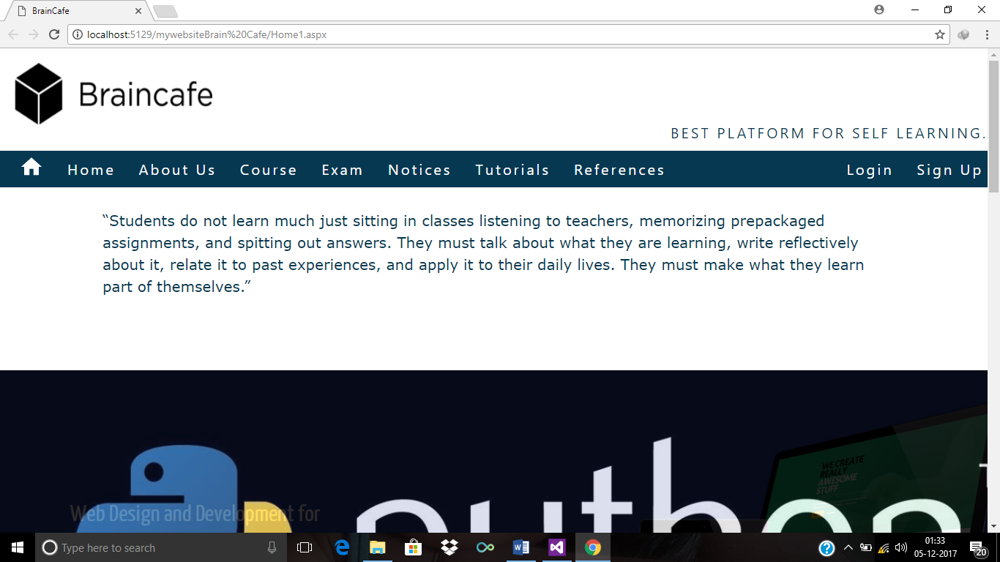 BrainCafe
localhost:5129/mywebsiteBrain%20Cafe/Home1.aspx
Braincafe
BEST PLATFORM FOR SELF LEARNING.
Home About Us Course Exam Notices Tutorials References Login Sign Up
“Students do not learn much just sitting in classes listening to teachers, memorizing prepackaged
assignments, and spitting out answers. They must talk about what they are learning, write reflectively
about it, relate it to past experiences, and apply it to their daily lives. They must make what they learn
part of themselves.”
WE CREATE
REALLY
AWESOME
STUFF
Web Design and Development for
python
Type here to search
01:33
05-12-2017
20